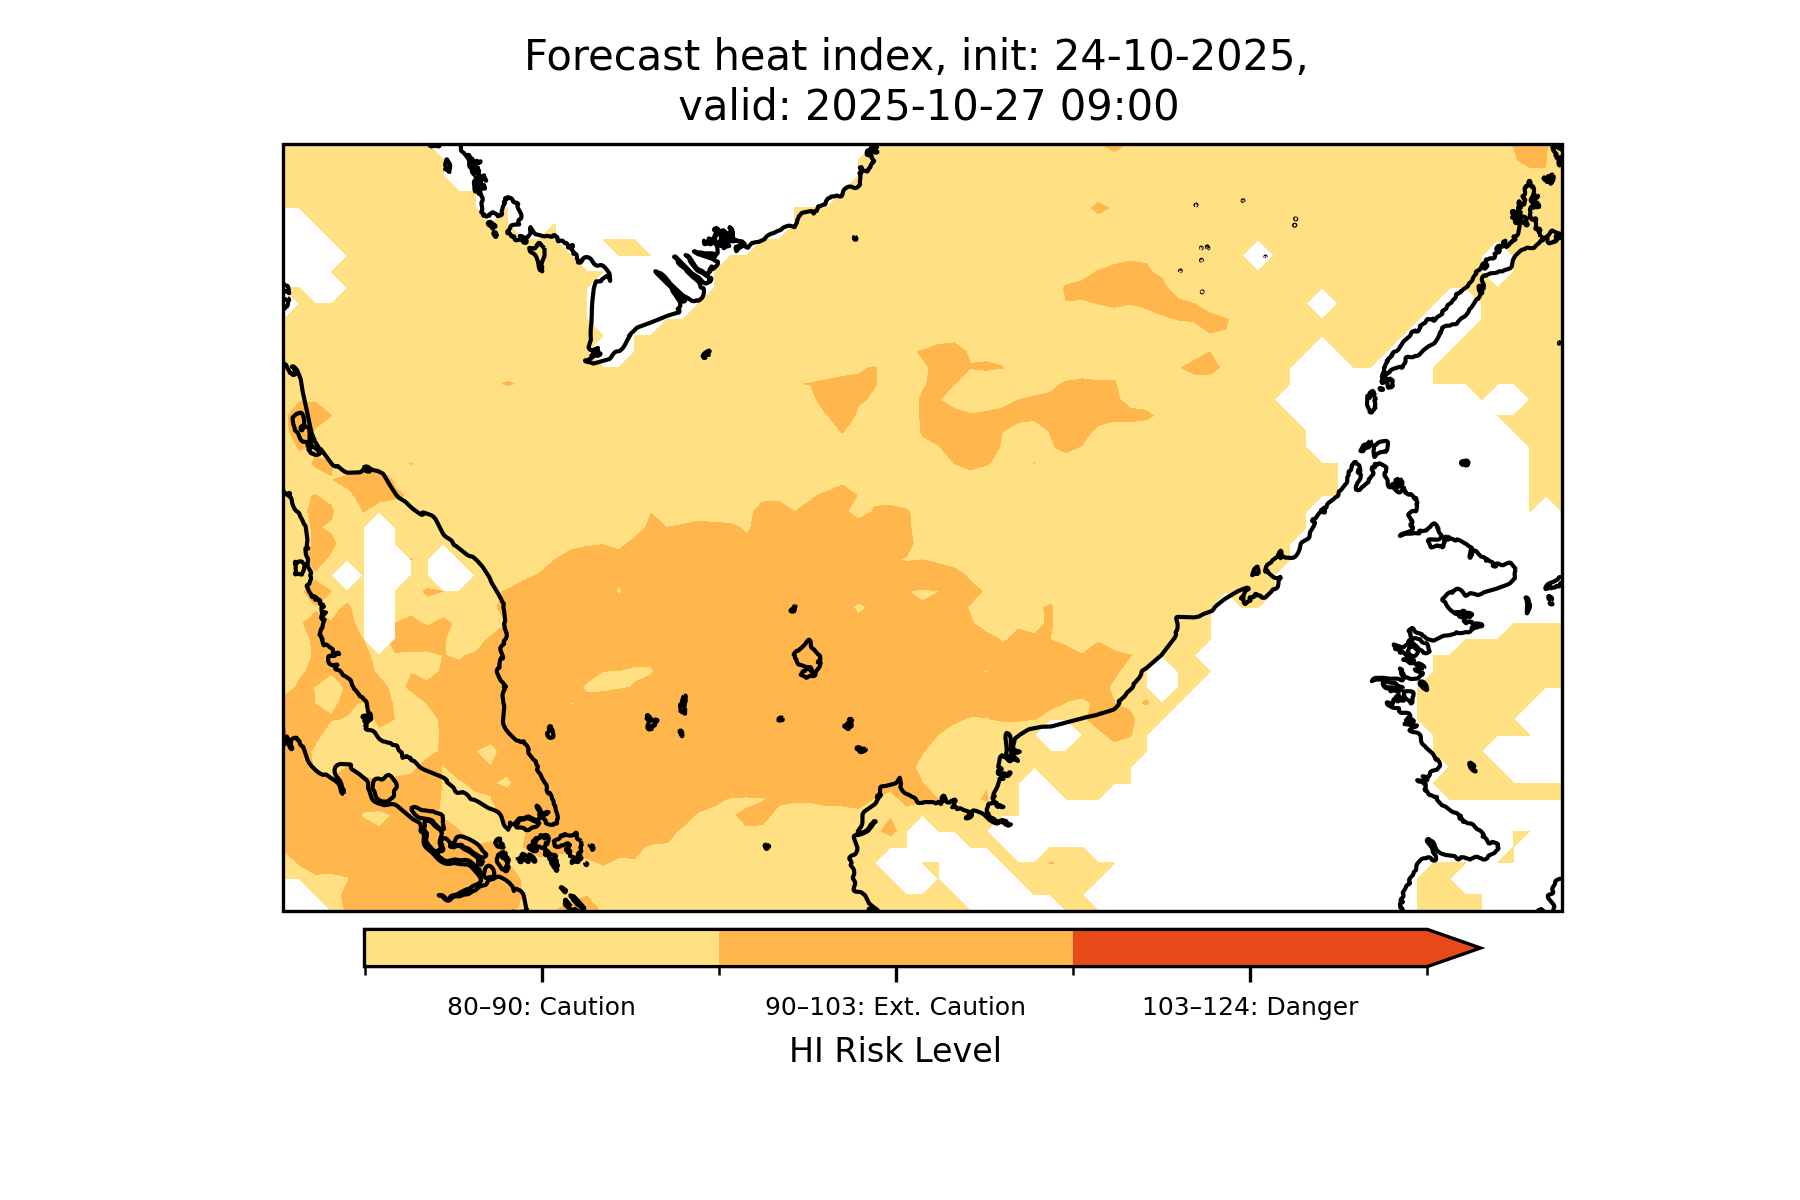 Forecast heat index, init: 24-10-2025,
valid: 2025-10-27 09:00
80–90: Caution
90–103: Ext. Caution
103–124: Danger
HI Risk Level